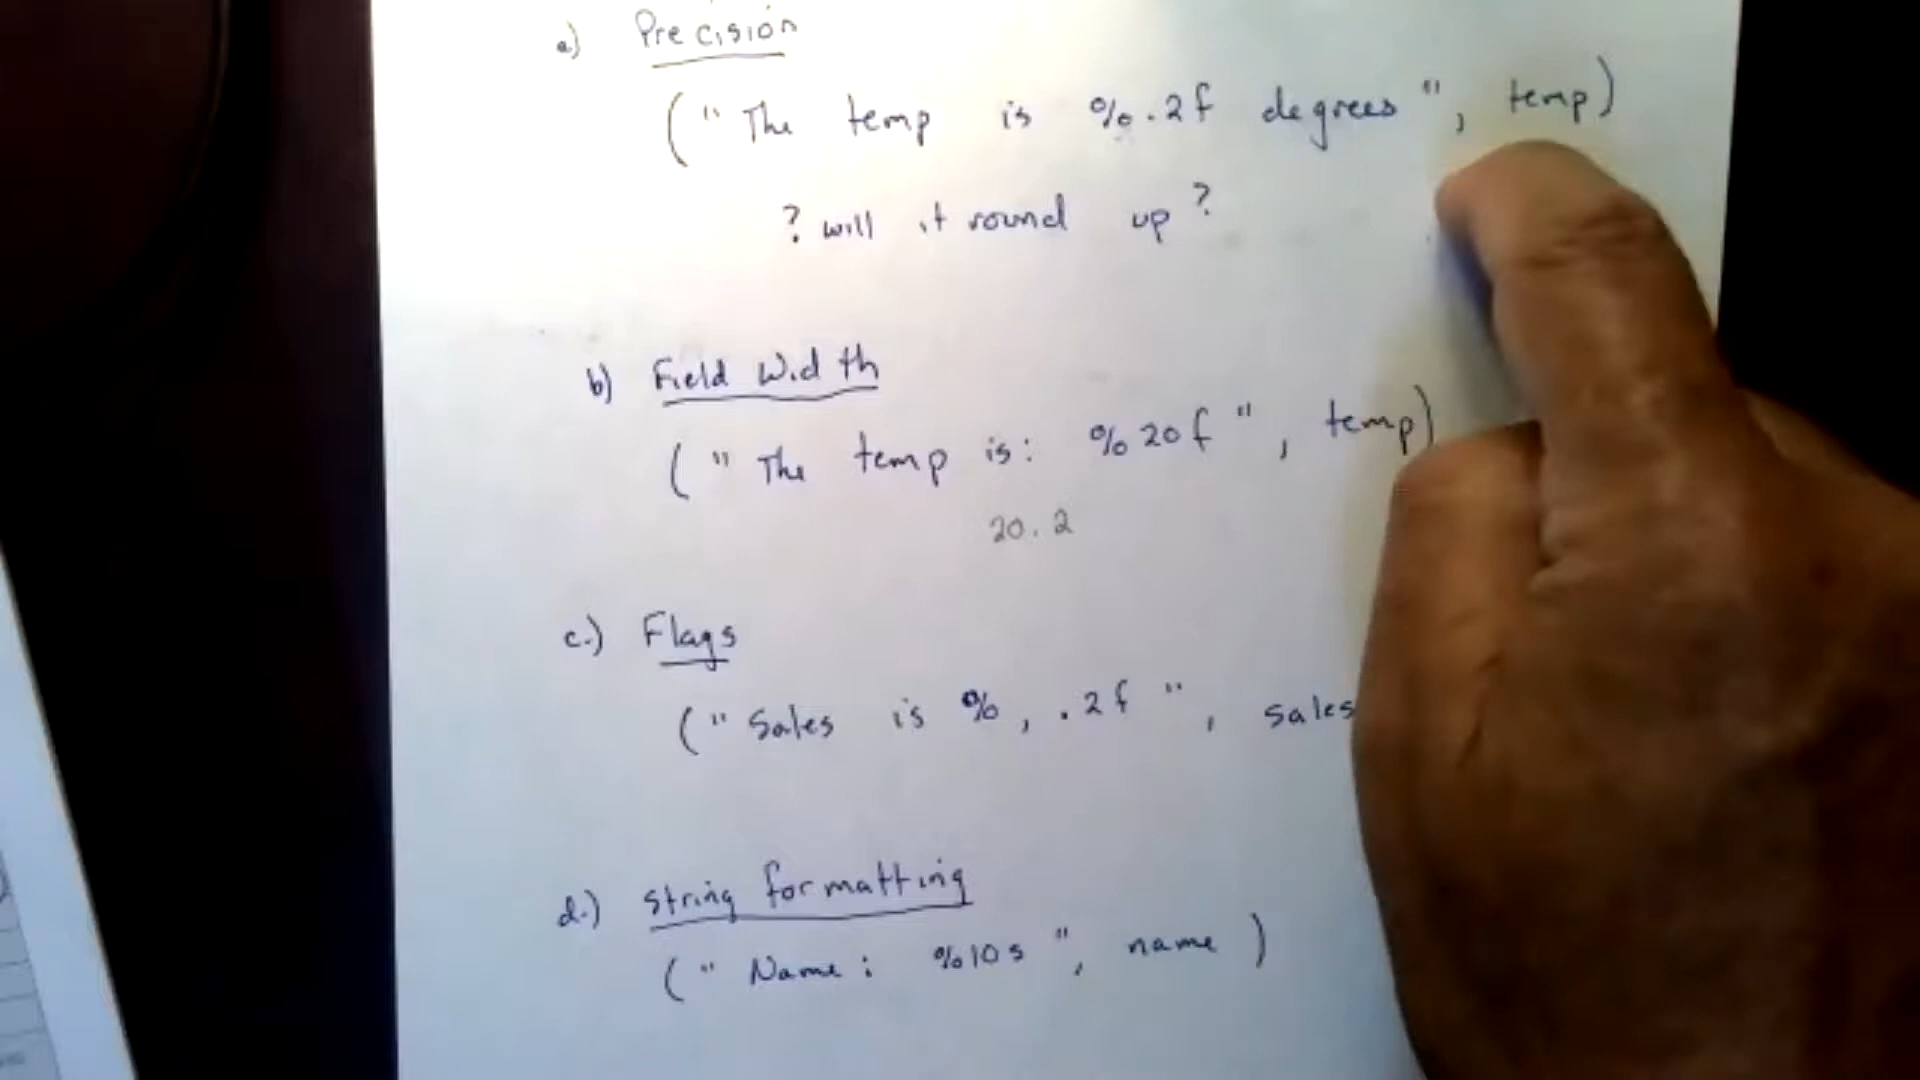 a) Precision
("The temp is %.2f degrees", temp)
? will it round up?
b) Field Width
("The temp is: %20f", temp)
20.2
c.) Flags
("Sales is %,.2f", sales
d.) String formatting
("Name: %10s", name)